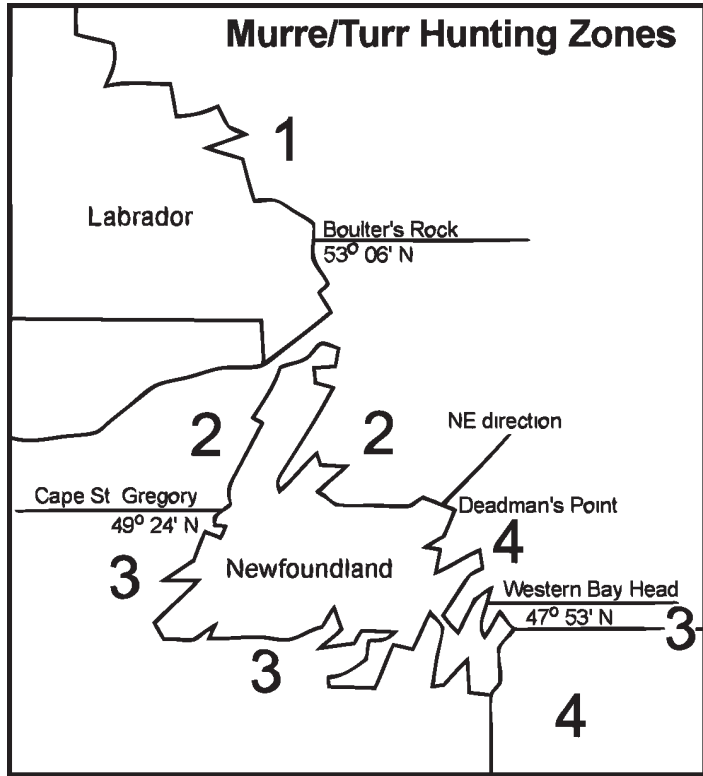 Murre/Turr Hunting Zones
1
Labrador
Boulter's Rock
53° 06' N
2
2
NE direction
Cape St Gregory
49° 24' N
Deadman's Point
4
3
Newfoundland
Western Bay Head
47° 53' N
3
3
4